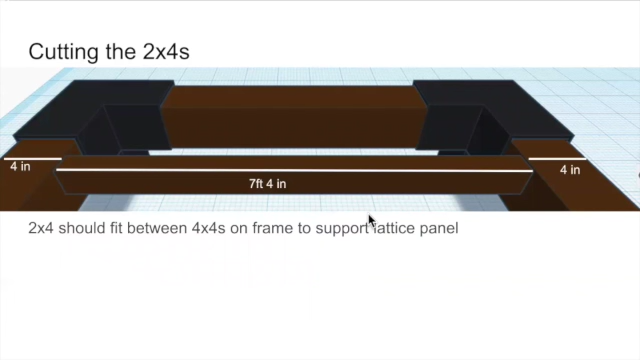 Cutting the 2x4s
4 in
7ft 4 in
4 in
2x4 should fit between 4x4s on frame to support lattice panel